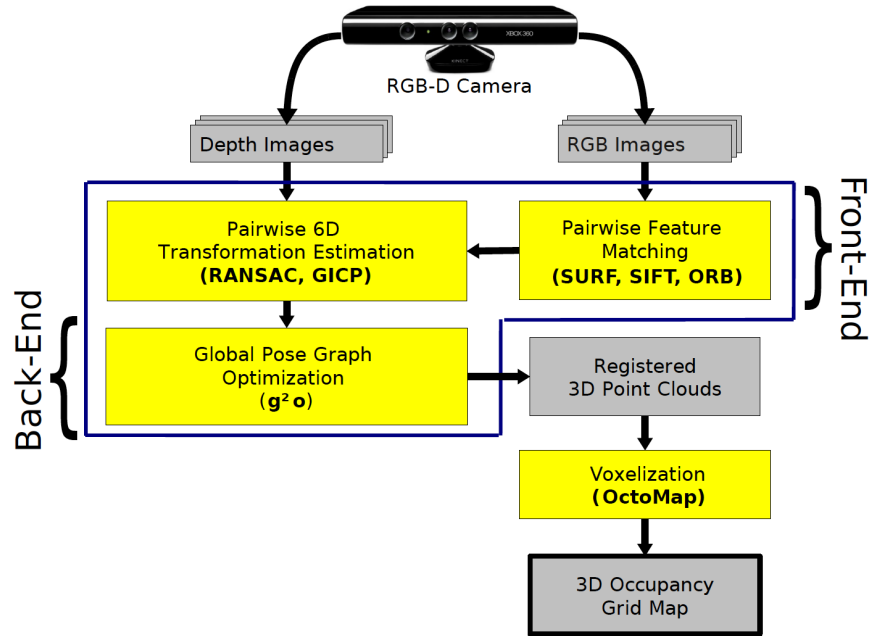 XBOX 360
KINECT
RGB-D Camera
Depth Images
RGB Images
Pairwise 6D
Transformation Estimation
(RANSAC, GICP)
Pairwise Feature
Matching
(SURF, SIFT, ORB)
Front-End
Back-End
Global Pose Graph
Optimization
(g²o)
Registered
3D Point Clouds
Voxelization
(OctoMap)
3D Occupancy
Grid Map